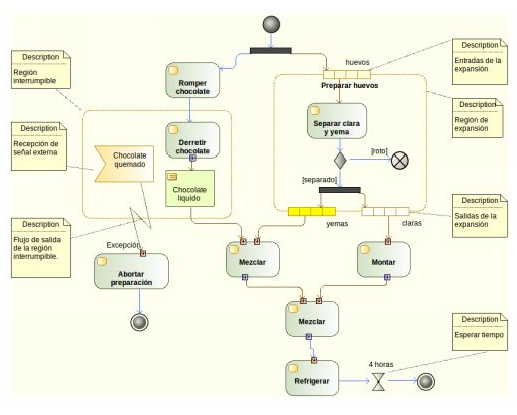 Description
Región
interrumpible
Description
Recepción de
señal externa
Description
Flujo de salida
de la región
interrumpible.
Romper
chocolate
Derretir
chocolate
Chocolate
quemado
Chocolate
líquido
Excepción
Abortar
preparación
huevos
Preparar huevos
Separar clara
y yema
[roto]
[separado]
yemas
claras
Mezclar
Montar
Mezclar
Refrigerar
4 horas
Description
Entradas de la
expansión
Description
Región de
expansión
Description
Salidas de la
expansión
Description
Esperar tiempo